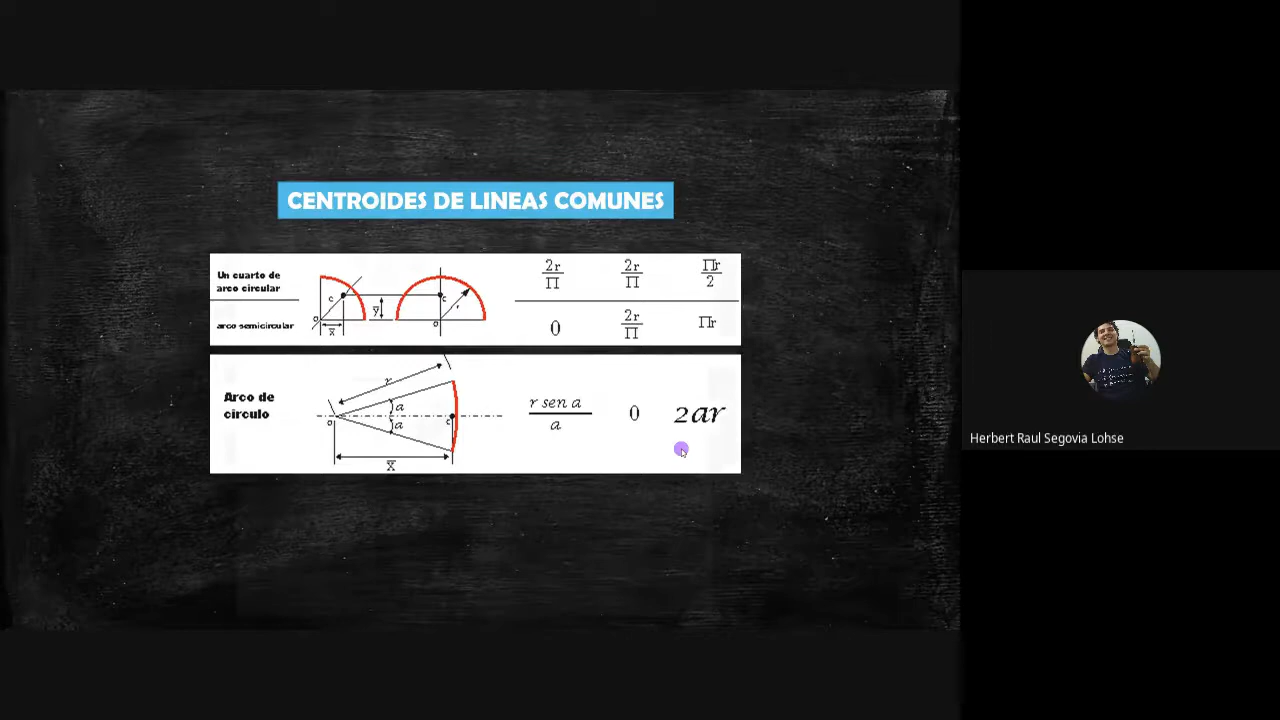 CENTROIDES DE LINEAS COMUNES
Un cuarto de
arco circular
arco semicircular
c
o
x̅
y̅
c
r
o
2r/Π 2r/Π Πr/2
0 2r/Π Πr
Arco de
circulo
r
a
a
o
c
x̅
r sen a/a 0 2ar
Herbert Raul Segovia Lohse